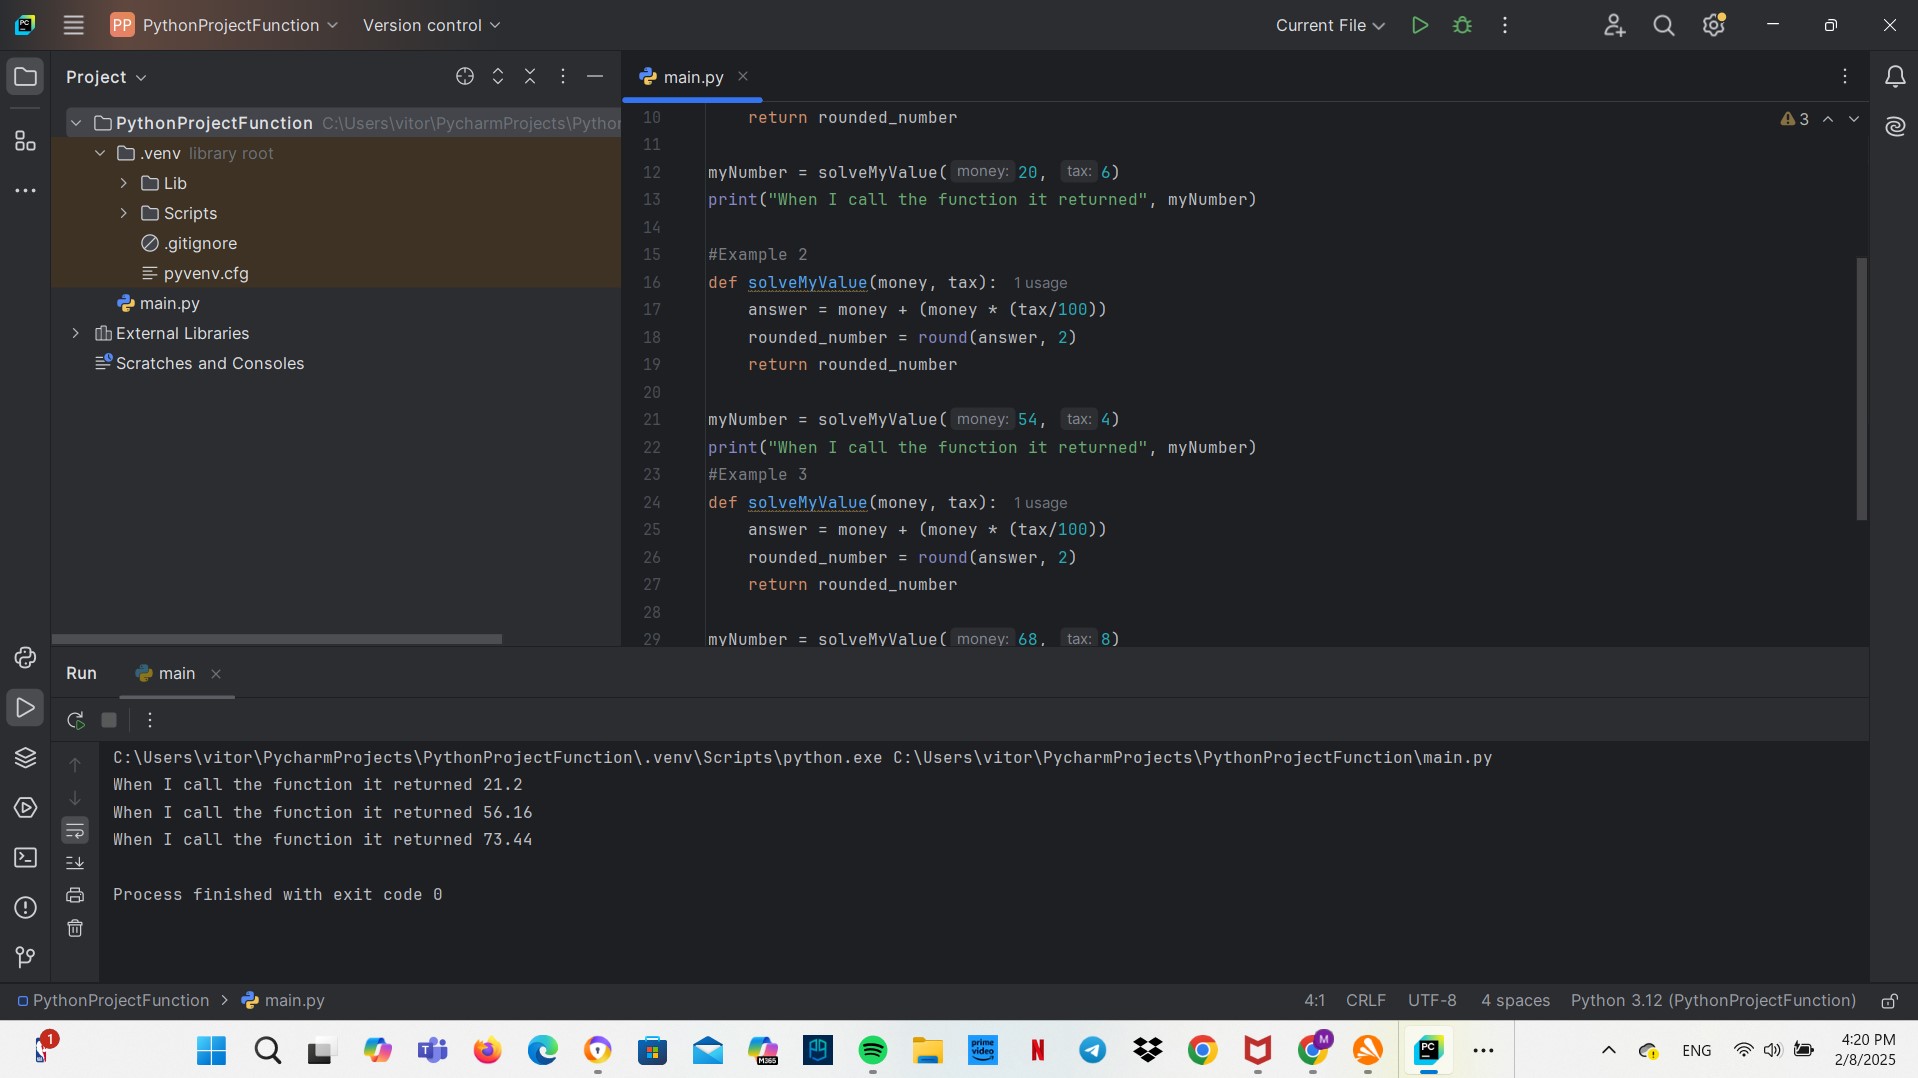 PC
PP PythonProjectFunction Version control Current File
Project
main.py
PythonProjectFunction C:\Users\vitor\PycharmProjects\Pytho
.venv library root
Lib
Scripts
.gitignore
pyvenv.cfg
main.py
External Libraries
Scratches and Consoles
3
10 return rounded_number
11
12 myNumber = solveMyValue( money: 20, tax: 6)
13 print("When I call the function it returned", myNumber)
14
15 #Example 2
16 def solveMyValue(money, tax): 1 usage
17 answer = money + (money * (tax/100))
18 rounded_number = round(answer, 2)
19 return rounded_number
20
21 myNumber = solveMyValue( money: 54, tax: 4)
22 print("When I call the function it returned", myNumber)
23 #Example 3
24 def solveMyValue(money, tax): 1 usage
25 answer = money + (money * (tax/100))
26 rounded_number = round(answer, 2)
27 return rounded_number
28
29 myNumber = solveMyValue( money: 68, tax: 8)
Run main
C:\Users\vitor\PycharmProjects\PythonProjectFunction\.venv\Scripts\python.exe C:\Users\vitor\PycharmProjects\PythonProjectFunction\main.py
When I call the function it returned 21.2
When I call the function it returned 56.16
When I call the function it returned 73.44
Process finished with exit code 0
PythonProjectFunction > main.py 4:1 CRLF UTF-8 4 spaces Python 3.12 (PythonProjectFunction)
1
M365
prime video
N
M
PC
ENG
4:20 PM
2/8/2025